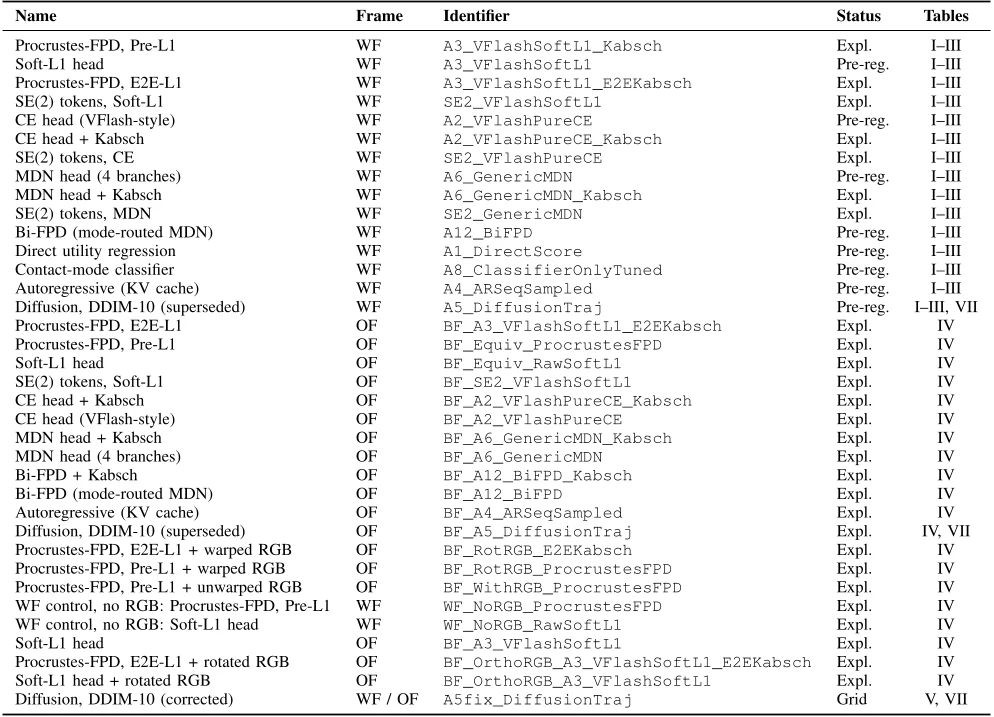 Name Frame Identifier Status Tables
Procrustes-FPD, Pre-L1 WF A3_VFlashSoftL1_Kabsch Expl. I–III
Soft-L1 head WF A3_VFlashSoftL1 Pre-reg. I–III
Procrustes-FPD, E2E-L1 WF A3_VFlashSoftL1_E2EKabsch Expl. I–III
SE(2) tokens, Soft-L1 WF SE2_VFlashSoftL1 Expl. I–III
CE head (VFlash-style) WF A2_VFlashPureCE Pre-reg. I–III
CE head + Kabsch WF A2_VFlashPureCE_Kabsch Expl. I–III
SE(2) tokens, CE WF SE2_VFlashPureCE Expl. I–III
MDN head (4 branches) WF A6_GenericMDN Pre-reg. I–III
MDN head + Kabsch WF A6_GenericMDN_Kabsch Expl. I–III
SE(2) tokens, MDN WF SE2_GenericMDN Expl. I–III
Bi-FPD (mode-routed MDN) WF A12_BiFPD Pre-reg. I–III
Direct utility regression WF A1_DirectScore Pre-reg. I–III
Contact-mode classifier WF A8_ClassifierOnlyTuned Pre-reg. I–III
Autoregressive (KV cache) WF A4_ARSeqSampled Pre-reg. I–III
Diffusion, DDIM-10 (superseded) WF A5_DiffusionTraj Pre-reg. I–III, VII
Procrustes-FPD, E2E-L1 OF BF_A3_VFlashSoftL1_E2EKabsch Expl. IV
Procrustes-FPD, Pre-L1 OF BF_Equiv_ProcrustesFPD Expl. IV
Soft-L1 head OF BF_Equiv_RawSoftL1 Expl. IV
SE(2) tokens, Soft-L1 OF BF_SE2_VFlashSoftL1 Expl. IV
CE head + Kabsch OF BF_A2_VFlashPureCE_Kabsch Expl. IV
CE head (VFlash-style) OF BF_A2_VFlashPureCE Expl. IV
MDN head + Kabsch OF BF_A6_GenericMDN_Kabsch Expl. IV
MDN head (4 branches) OF BF_A6_GenericMDN Expl. IV
Bi-FPD + Kabsch OF BF_A12_BiFPD_Kabsch Expl. IV
Bi-FPD (mode-routed MDN) OF BF_A12_BiFPD Expl. IV
Autoregressive (KV cache) OF BF_A4_ARSeqSampled Expl. IV
Diffusion, DDIM-10 (superseded) OF BF_A5_DiffusionTraj Expl. IV, VII
Procrustes-FPD, E2E-L1 + warped RGB OF BF_RotRGB_E2EKabsch Expl. IV
Procrustes-FPD, Pre-L1 + warped RGB OF BF_RotRGB_ProcrustesFPD Expl. IV
Procrustes-FPD, Pre-L1 + unwarped RGB OF BF_WithRGB_ProcrustesFPD Expl. IV
WF control, no RGB: Procrustes-FPD, Pre-L1 WF WF_NoRGB_ProcrustesFPD Expl. IV
WF control, no RGB: Soft-L1 head WF WF_NoRGB_RawSoftL1 Expl. IV
Soft-L1 head OF BF_A3_VFlashSoftL1 Expl. IV
Procrustes-FPD, E2E-L1 + rotated RGB OF BF_OrthoRGB_A3_VFlashSoftL1_E2EKabsch Expl. IV
Soft-L1 head + rotated RGB OF BF_OrthoRGB_A3_VFlashSoftL1 Expl. IV
Diffusion, DDIM-10 (corrected) WF / OF A5fix_DiffusionTraj Grid V, VII